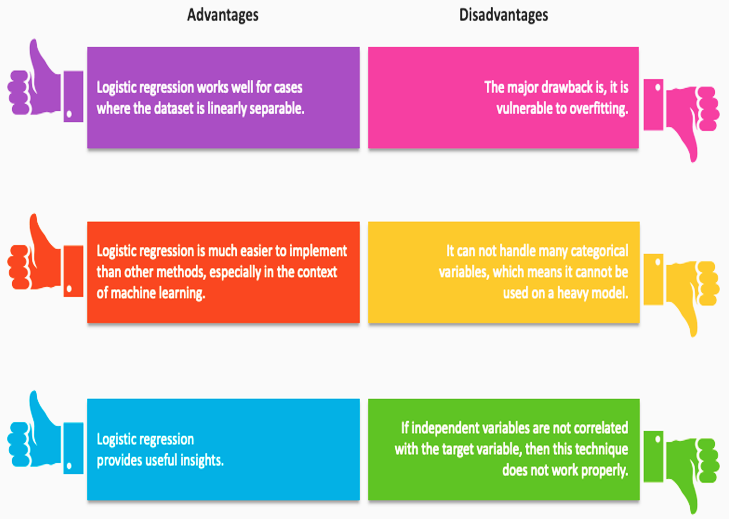 Advantages
Disadvantages
Logistic regression works well for cases
where the dataset is linearly separable.
The major drawback is, it is
vulnerable to overfitting.
Logistic regression is much easier to implement
than other methods, especially in the context
of machine learning.
It can not handle many categorical
variables, which means it cannot be
used on a heavy model.
Logistic regression
provides useful insights.
If independent variables are not correlated
with the target variable, then this technique
does not work properly.